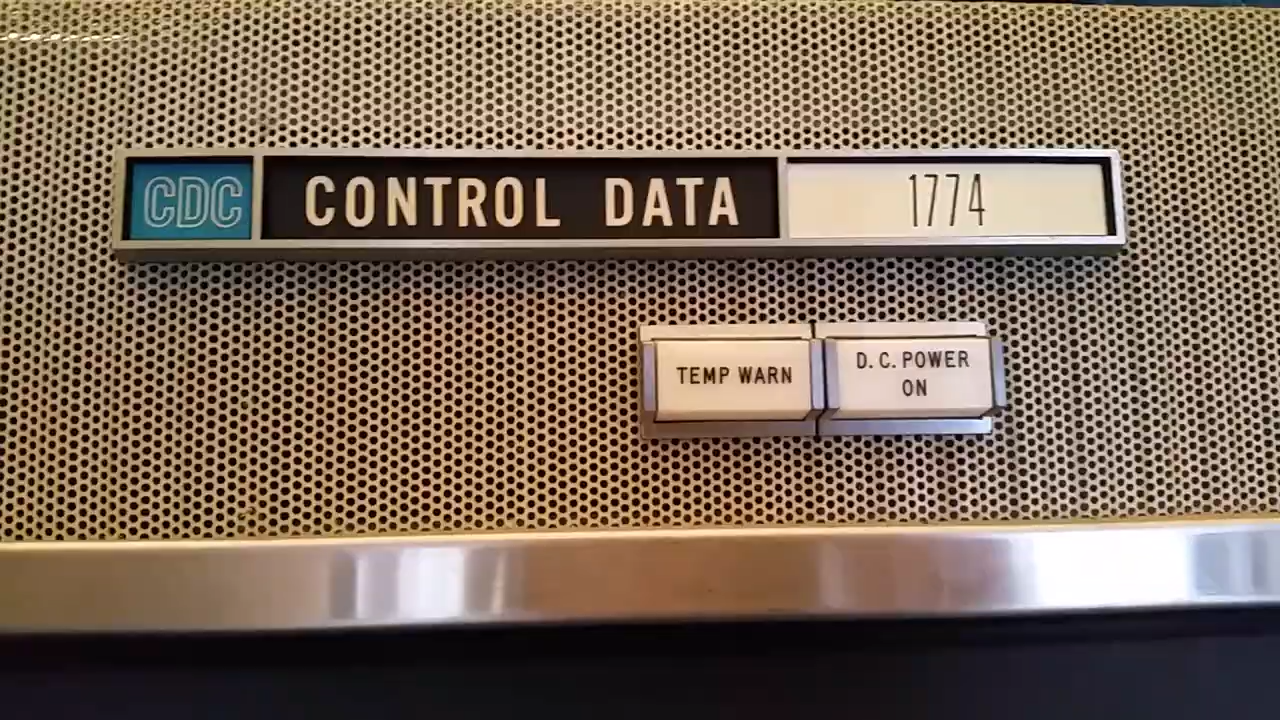 CDC CONTROL DATA 1774
TEMP WARN
D.C. POWER
ON